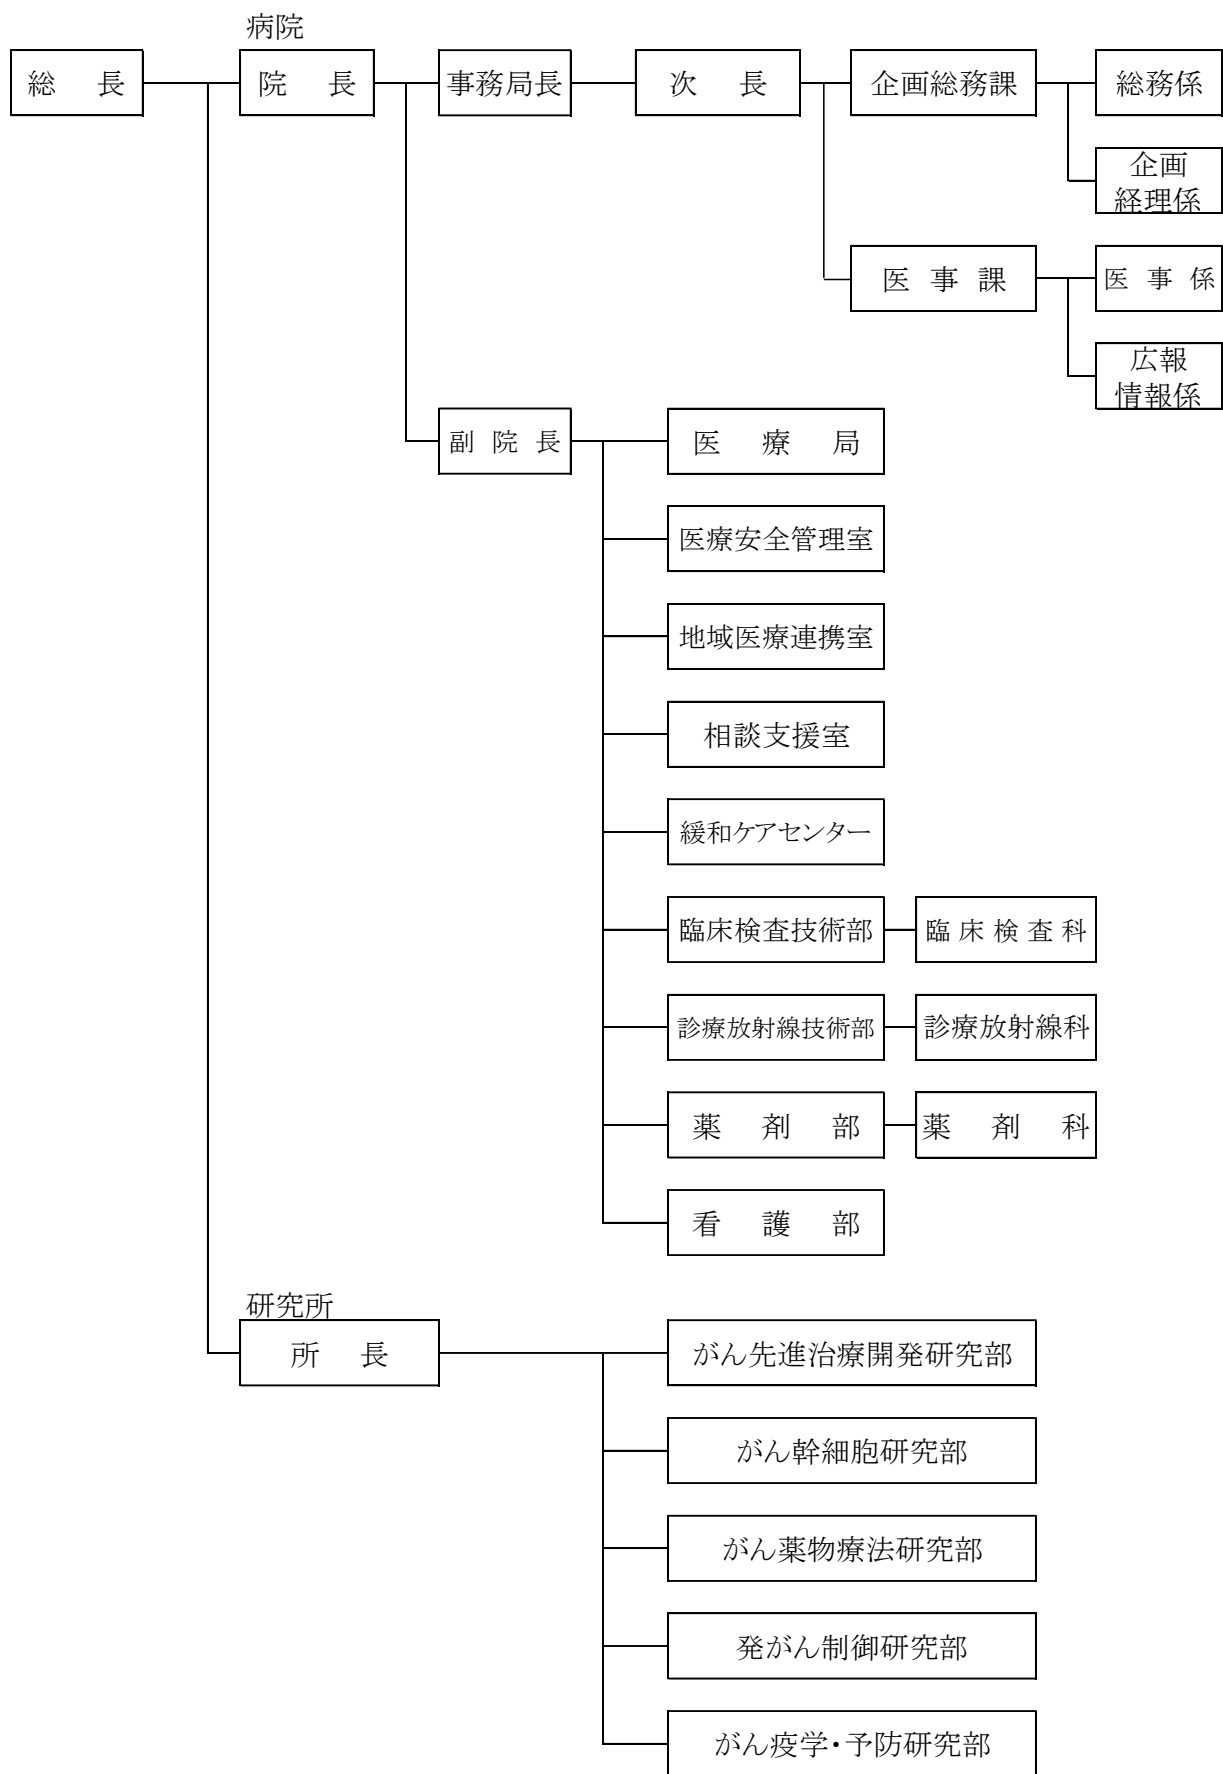 病院
総長
院長
事務局長
次長
企画総務課
総務係
企画
経理係
医事課
医事係
広報
情報係
副院長
医療局
医療安全管理室
地域医療連携室
相談支援室
緩和ケアセンター
臨床検査技術部
臨床検査科
診療放射線技術部
診療放射線科
薬剤部
薬剤科
看護部
研究所
所長
がん先進治療開発研究部
がん幹細胞研究部
がん薬物療法研究部
発がん制御研究部
がん疫学・予防研究部